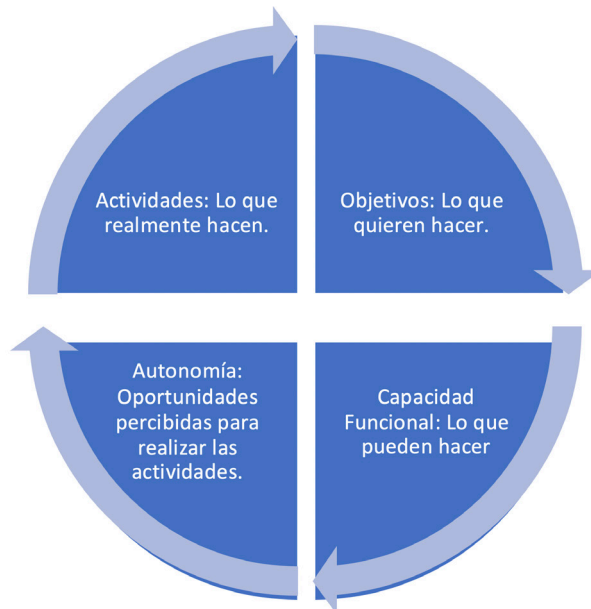 Actividades: Lo que
realmente hacen.
Objetivos: Lo que
quieren hacer.
Autonomía:
Oportunidades
percibidas para
realizar las
actividades.
Capacidad
Funcional: Lo que
pueden hacer